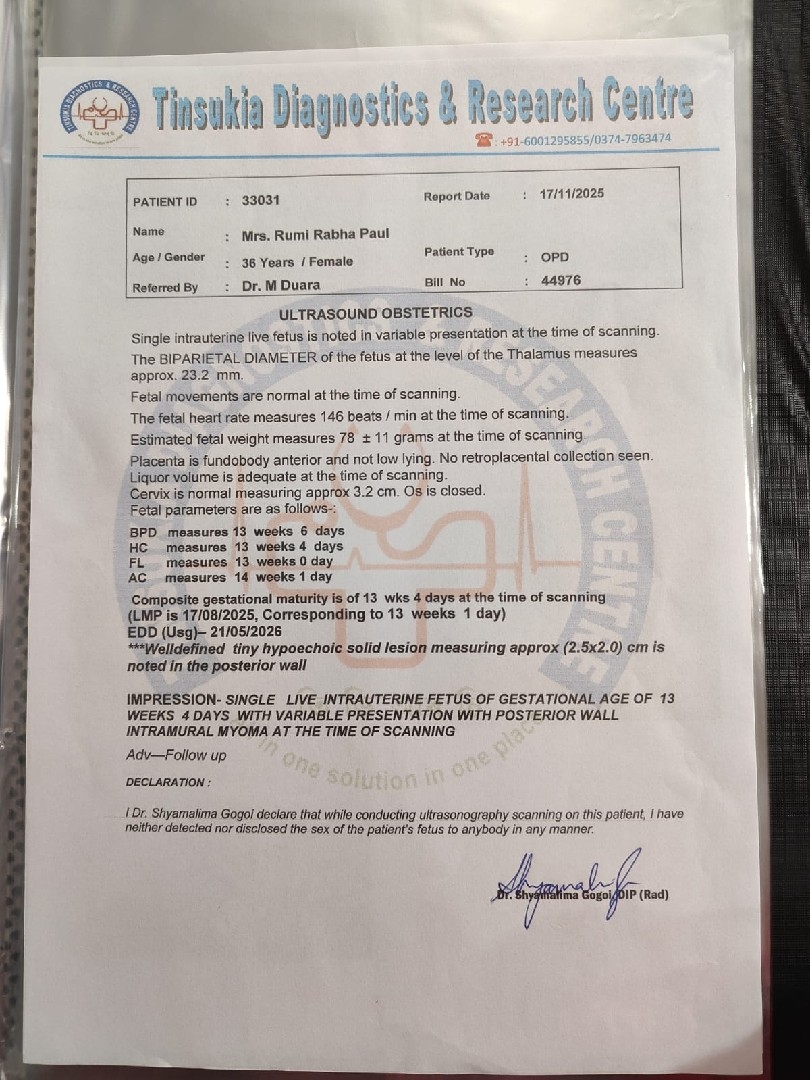 Tinsukia Diagnostics & Research Centre
☎: +91-6001295855/0374-7963474
PATIENT ID : 33031 Report Date : 17/11/2025
Name : Mrs. Rumi Rabha Paul
Age / Gender : 36 Years / Female Patient Type : OPD
Referred By : Dr. M Duara Bill No : 44976
ULTRASOUND OBSTETRICS
Single intrauterine live fetus is noted in variable presentation at the time of scanning.
The BIPARIETAL DIAMETER of the fetus at the level of the Thalamus measures
approx. 23.2 mm.
Fetal movements are normal at the time of scanning.
The fetal heart rate measures 146 beats / min at the time of scanning.
Estimated fetal weight measures 78 ± 11 grams at the time of scanning
Placenta is fundobody anterior and not low lying. No retroplacental collection seen.
Liquor volume is adequate at the time of scanning.
Cervix is normal measuring approx 3.2 cm. Os is closed.
Fetal parameters are as follows-:
BPD measures 13 weeks 6 days
HC measures 13 weeks 4 days
FL measures 13 weeks 0 day
AC measures 14 weeks 1 day
Composite gestational maturity is of 13 wks 4 days at the time of scanning
(LMP is 17/08/2025, Corresponding to 13 weeks 1 day)
EDD (Usg)– 21/05/2026
***Welldefined tiny hypoechoic solid lesion measuring approx (2.5x2.0) cm is
noted in the posterior wall
IMPRESSION- SINGLE LIVE INTRAUTERINE FETUS OF GESTATIONAL AGE OF 13
WEEKS 4 DAYS WITH VARIABLE PRESENTATION WITH POSTERIOR WALL
INTRAMURAL MYOMA AT THE TIME OF SCANNING
Adv—Follow up
in one solution in one place
DECLARATION :
I Dr. Shyamalima Gogoi declare that while conducting ultrasonography scanning on this patient, I have
neither detected nor disclosed the sex of the patient's fetus to anybody in any manner.
Dr. Shyamalima Gogoi, DIP (Rad)